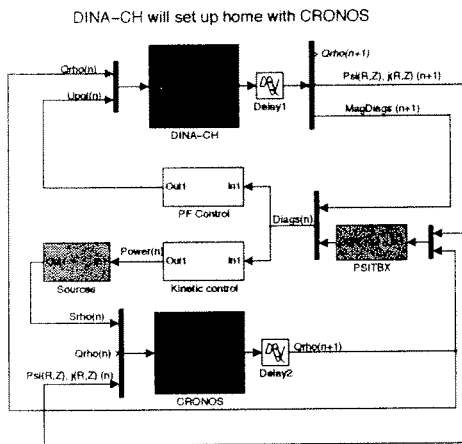 DINA-CH will set up home with CRONOS
Qrho(n)
Upol(n)
DINA-CH
Delay1
Qrho(n+1)
Psi(R,Z), j(R,Z) (n+1)
MagDiags (n+1)
Out1 In1
PF Control
Diags(n)
Power(n)
Out1 In1
Kinetic control
Sources
PSITBX
Srho(n)
Qrho(n)
Psi(R,Z), j(R,Z) (n)
CRONOS
Delay2
Qrho(n+1)